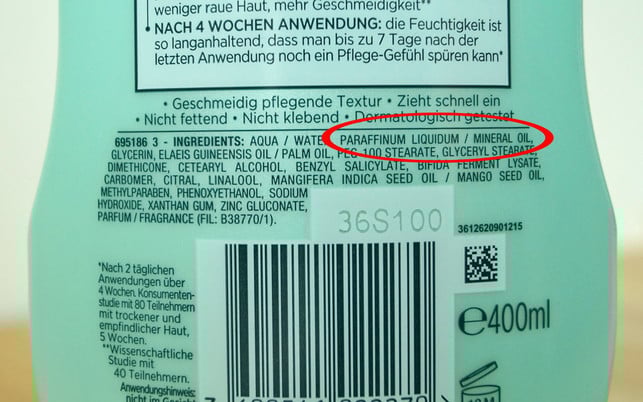 weniger raue Haut, mehr Geschmeidigkeit**
• NACH 4 WOCHEN ANWENDUNG: die Feuchtigkeit ist
so langanhaltend, dass man bis zu 7 Tage nach der
letzten Anwendung noch ein Pflege-Gefühl spüren kann*
• Geschmeidig pflegende Textur • Zieht schnell ein
• Nicht fettend • Nicht klebend • Dermatologisch getestet
695186 3 - INGREDIENTS: AQUA / WATER, PARAFFINUM LIQUIDUM / MINERAL OIL,
GLYCERIN, ELAEIS GUINEENSIS OIL / PALM OIL, PEG-100 STEARATE, GLYCERYL STEARATE,
DIMETHICONE, CETEARYL ALCOHOL, BENZYL SALICYLATE, BIFIDA FERMENT LYSATE,
CARBOMER, CITRAL, LINALOOL, MANGIFERA INDICA SEED OIL / MANGO SEED OIL,
METHYLPARABEN, PHENOXYETHANOL, SODIUM
HYDROXIDE, XANTHAN GUM, ZINC GLUCONATE,
PARFUM / FRAGRANCE (FIL: B38770/1).
36S100
3612620901215
*Nach 2 täglichen
Anwendungen über
4 Wochen. Konsumenten-
studie mit 80 Teilnehmern
mit trockener und
empfindlicher Haut,
5 Wochen.
**Wissenschaftliche
Studie mit
40 Teilnehmern.
Anwendungshinweis:
nicht im Gesicht
℮400ml
12M